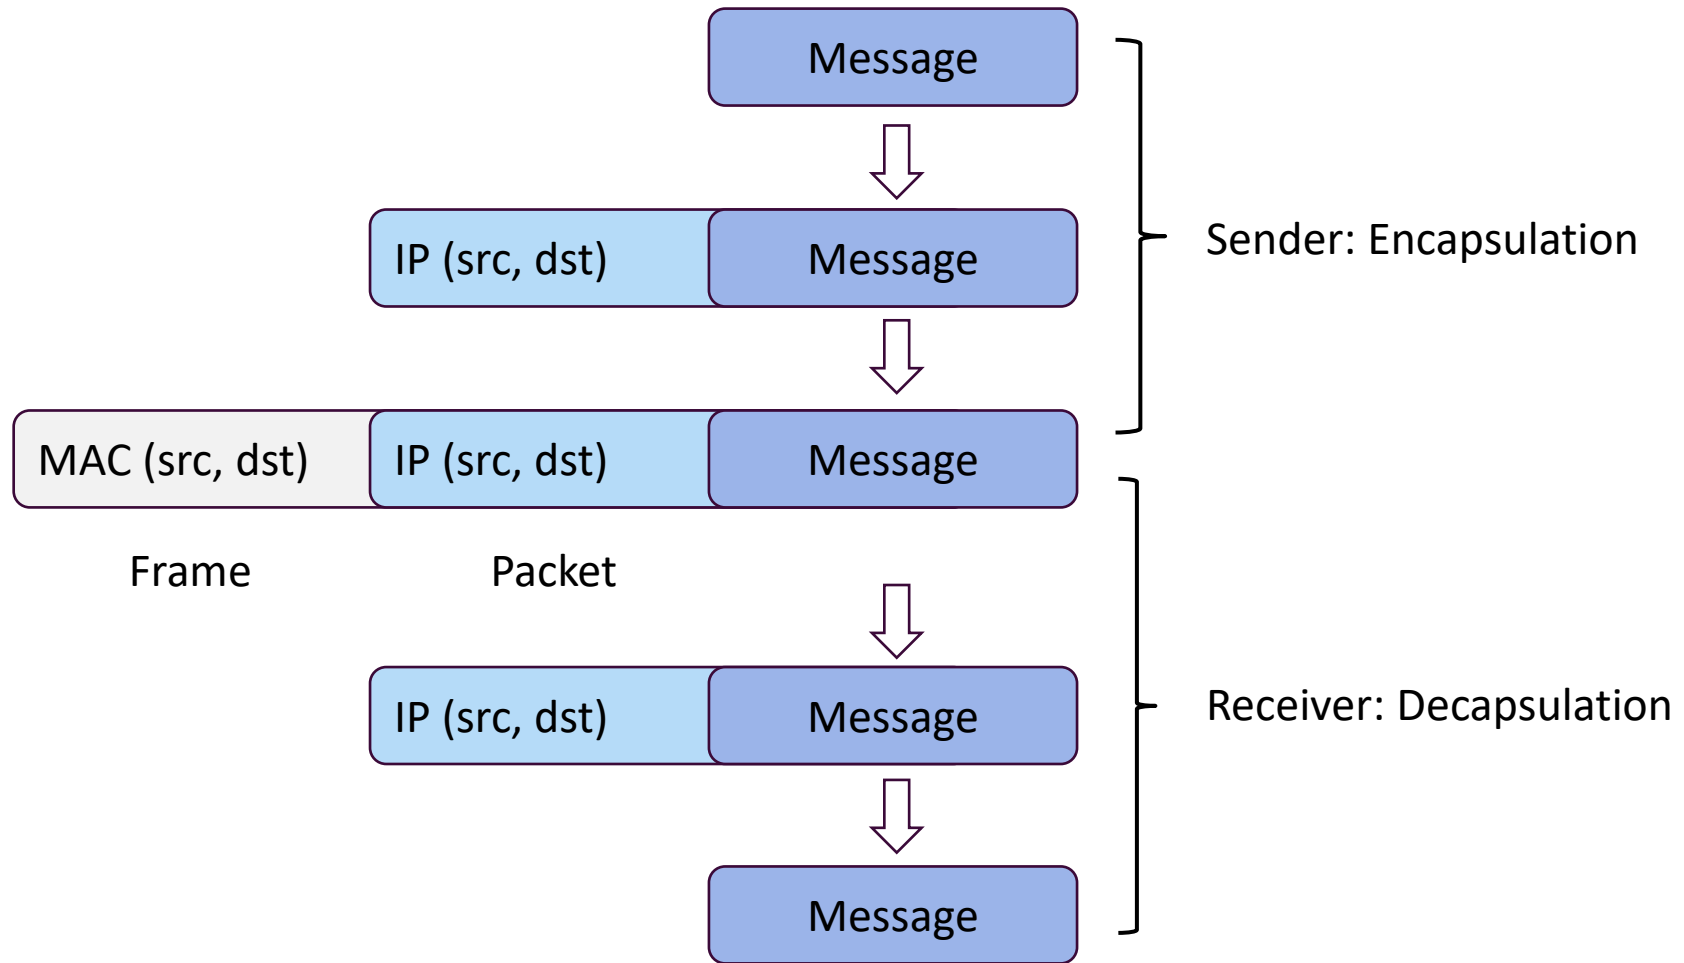 Message
IP (src, dst) Message
Sender: Encapsulation
MAC (src, dst) IP (src, dst) Message
Frame Packet
IP (src, dst) Message
Receiver: Decapsulation
Message